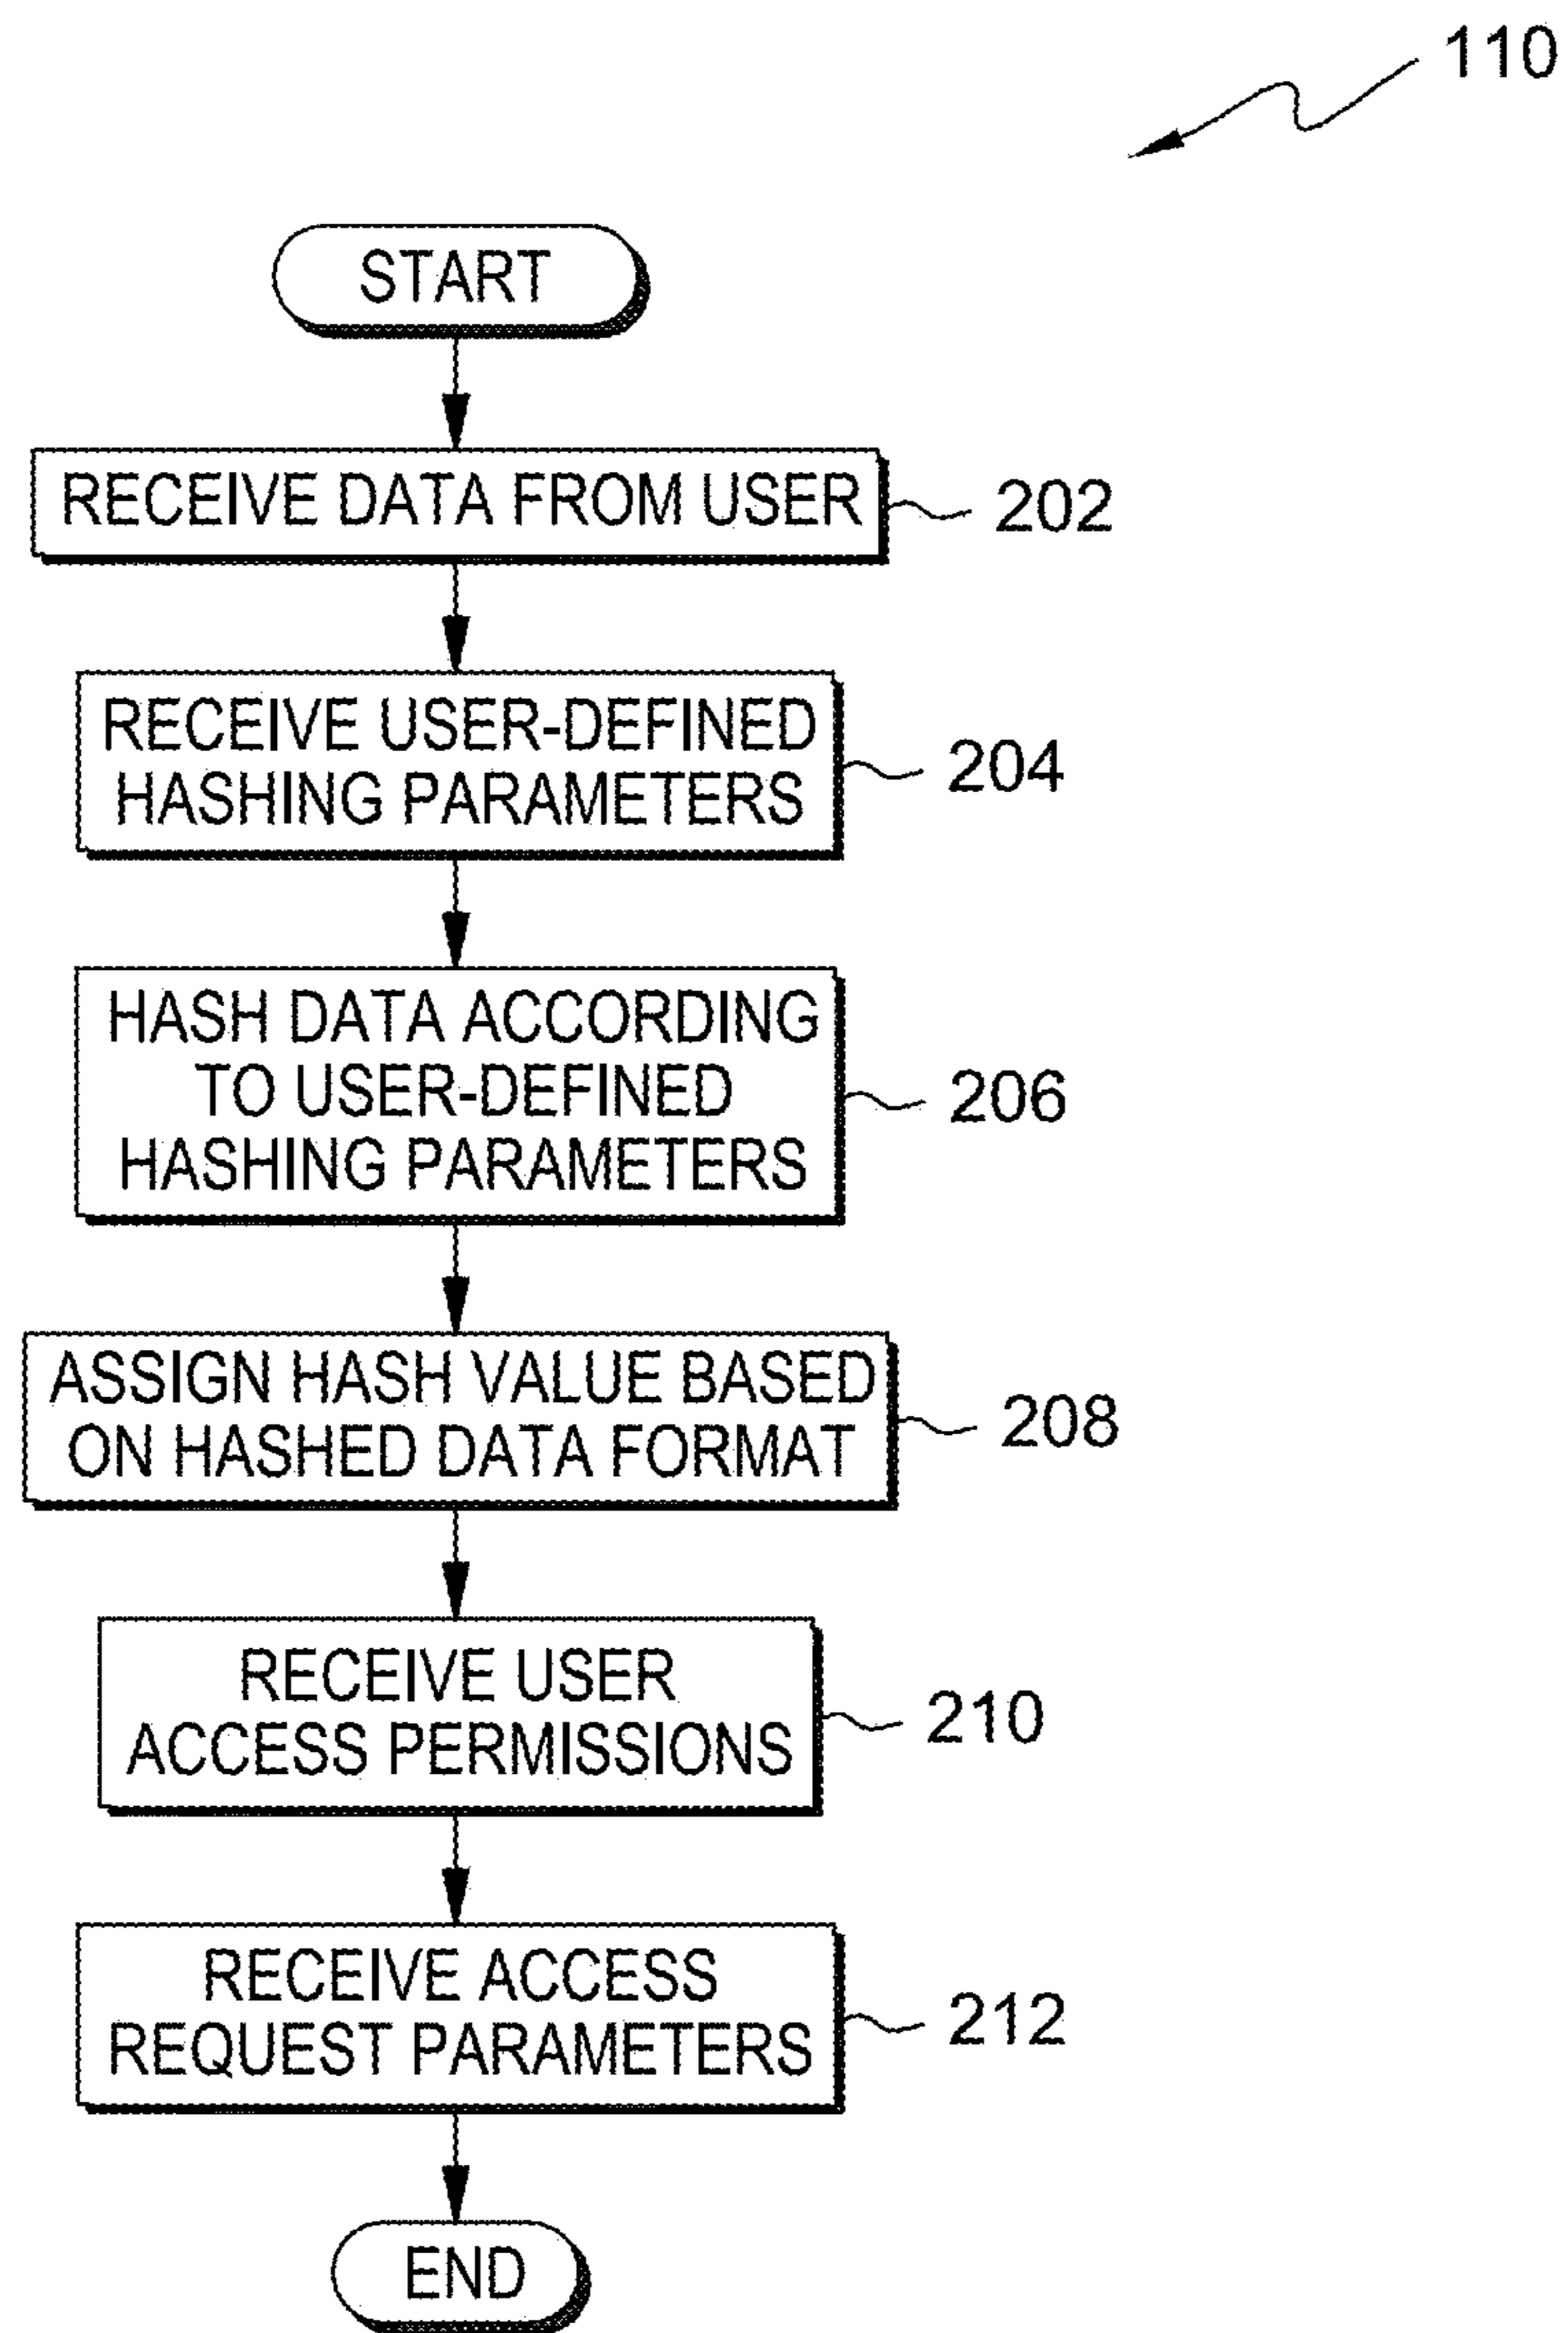 110
START
RECEIVE DATA FROM USER
202
RECEIVE USER-DEFINED
HASHING PARAMETERS
204
HASH DATA ACCORDING
TO USER-DEFINED
HASHING PARAMETERS
206
ASSIGN HASH VALUE BASED
ON HASHED DATA FORMAT
208
RECEIVE USER
ACCESS PERMISSIONS
210
RECEIVE ACCESS
REQUEST PARAMETERS
212
END